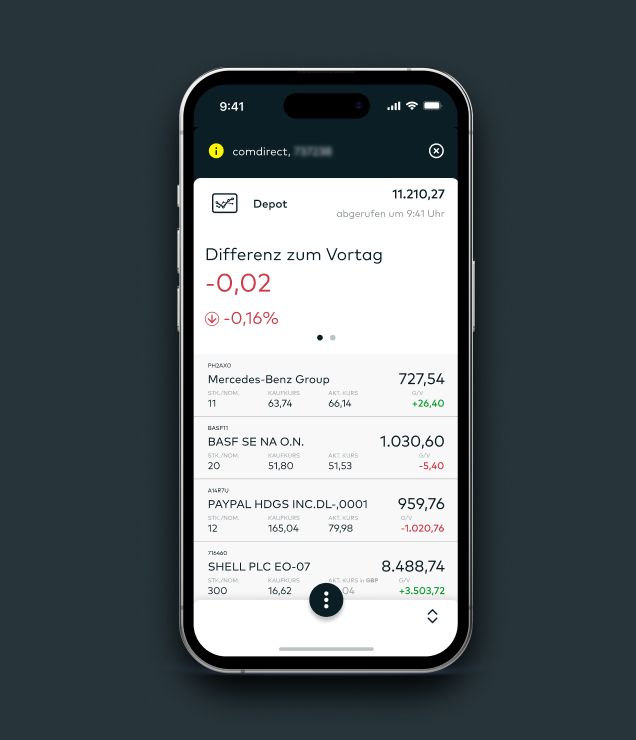 9:41
comdirect,
Depot 11.210,27
abgerufen um 9:41 Uhr
Differenz zum Vortag
-0,02
-0,16%
PH2AX0
Mercedes-Benz Group 727,54
STK./NOM. KAUFKURS AKT. KURS G/V
11 63,74 66,14 +26,40
BASF11
BASF SE NA O.N. 1.030,60
STK./NOM. KAUFKURS AKT. KURS G/V
20 51,80 51,53 -5,40
A14R7U
PAYPAL HDGS INC.DL-,0001 959,76
STK./NOM. KAUFKURS AKT. KURS G/V
12 165,04 79,98 -1.020,76
716460
SHELL PLC EO-07 8.488,74
STK./NOM. KAUFKURS AKT. KURS in GBP G/V
300 16,62 +3.503,72